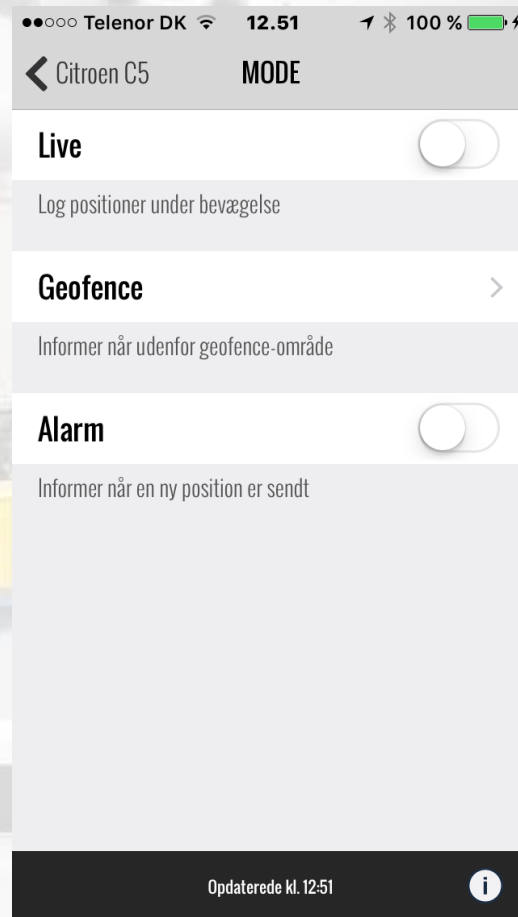 Telenor DK 12.51 100 %
Citroen C5 MODE
Live
Log positioner under bevægelse
Geofence
Informer når udenfor geofence-område
Alarm
Informer når en ny position er sendt
Opdaterede kl. 12:51
i